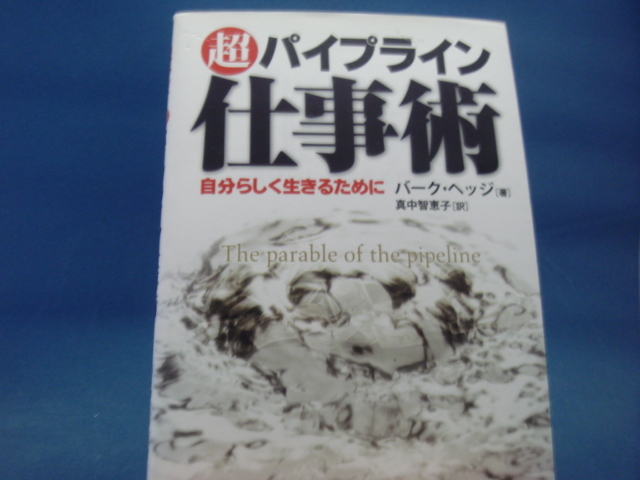 超パイプライン
仕事術
自分らしく生きるために バーク・ヘッジ[著]
真中智恵子[訳]
The parable of the pipeline